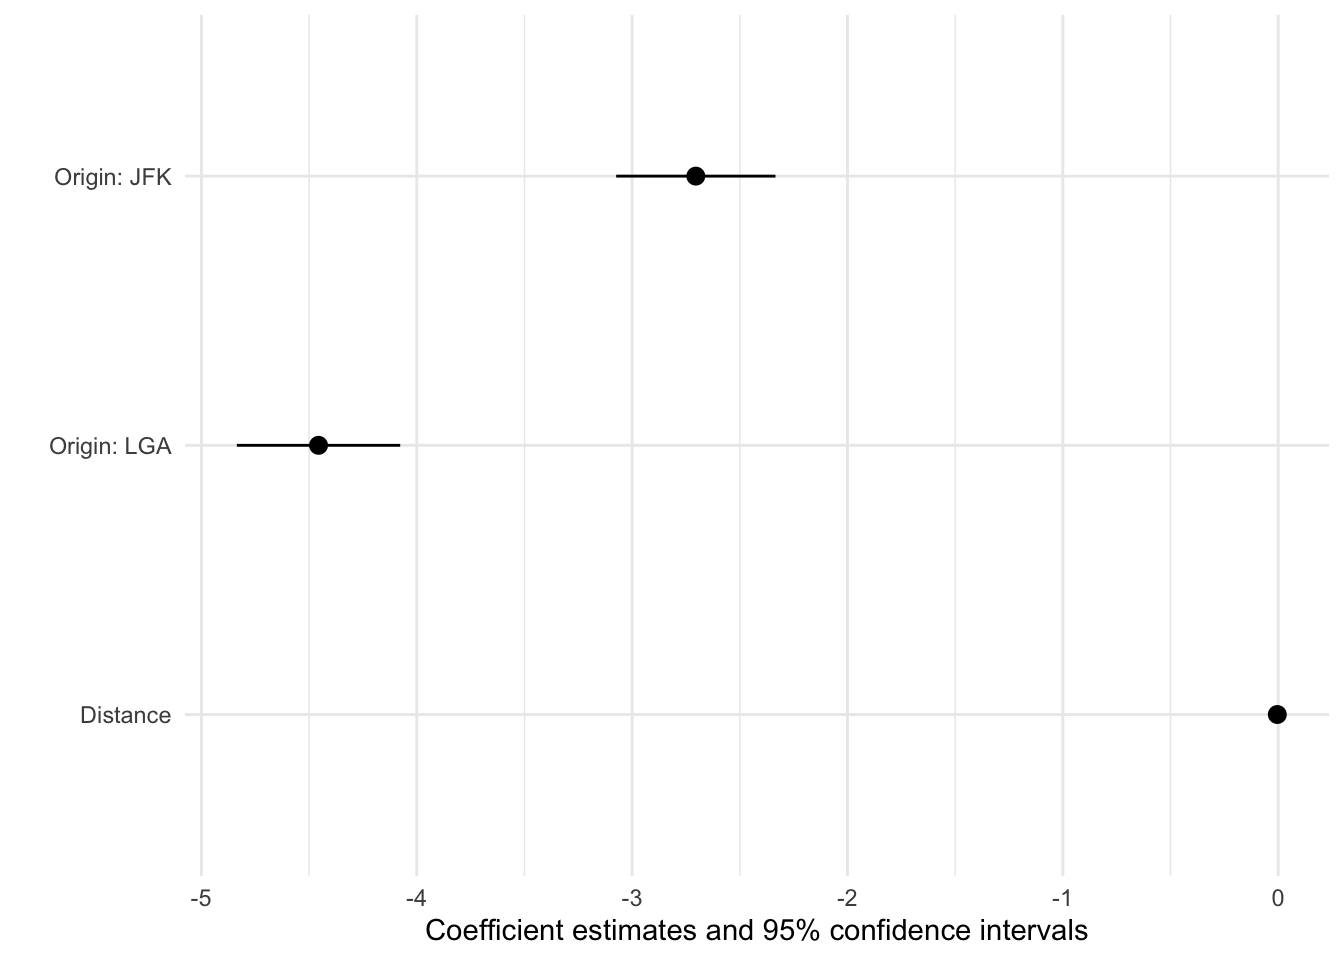 Origin: JFK
Origin: LGA
Distance
-5 -4 -3 -2 -1 0
Coefficient estimates and 95% confidence intervals